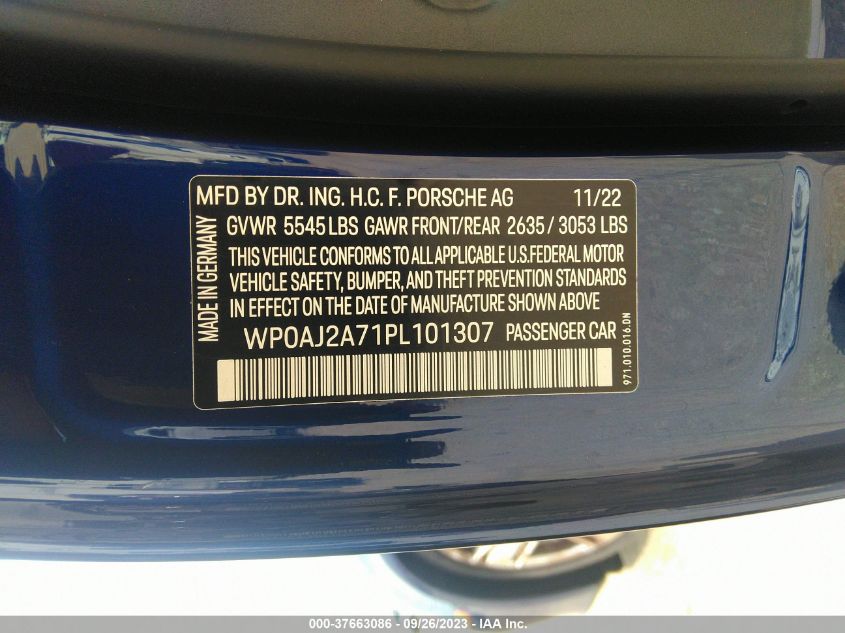 MFD BY DR. ING. H.C. F. PORSCHE AG 11/22
GVWR 5545 LBS GAWR FRONT/REAR 2635 / 3053 LBS
THIS VEHICLE CONFORMS TO ALL APPLICABLE U.S.FEDERAL MOTOR
VEHICLE SAFETY, BUMPER, AND THEFT PREVENTION STANDARDS
IN EFFECT ON THE DATE OF MANUFACTURE SHOWN ABOVE
WP0AJ2A71PL101307 PASSENGER CAR
MADE IN GERMANY
971.010.016.DN
000-37663086 - 09/26/2023 - IAA Inc.